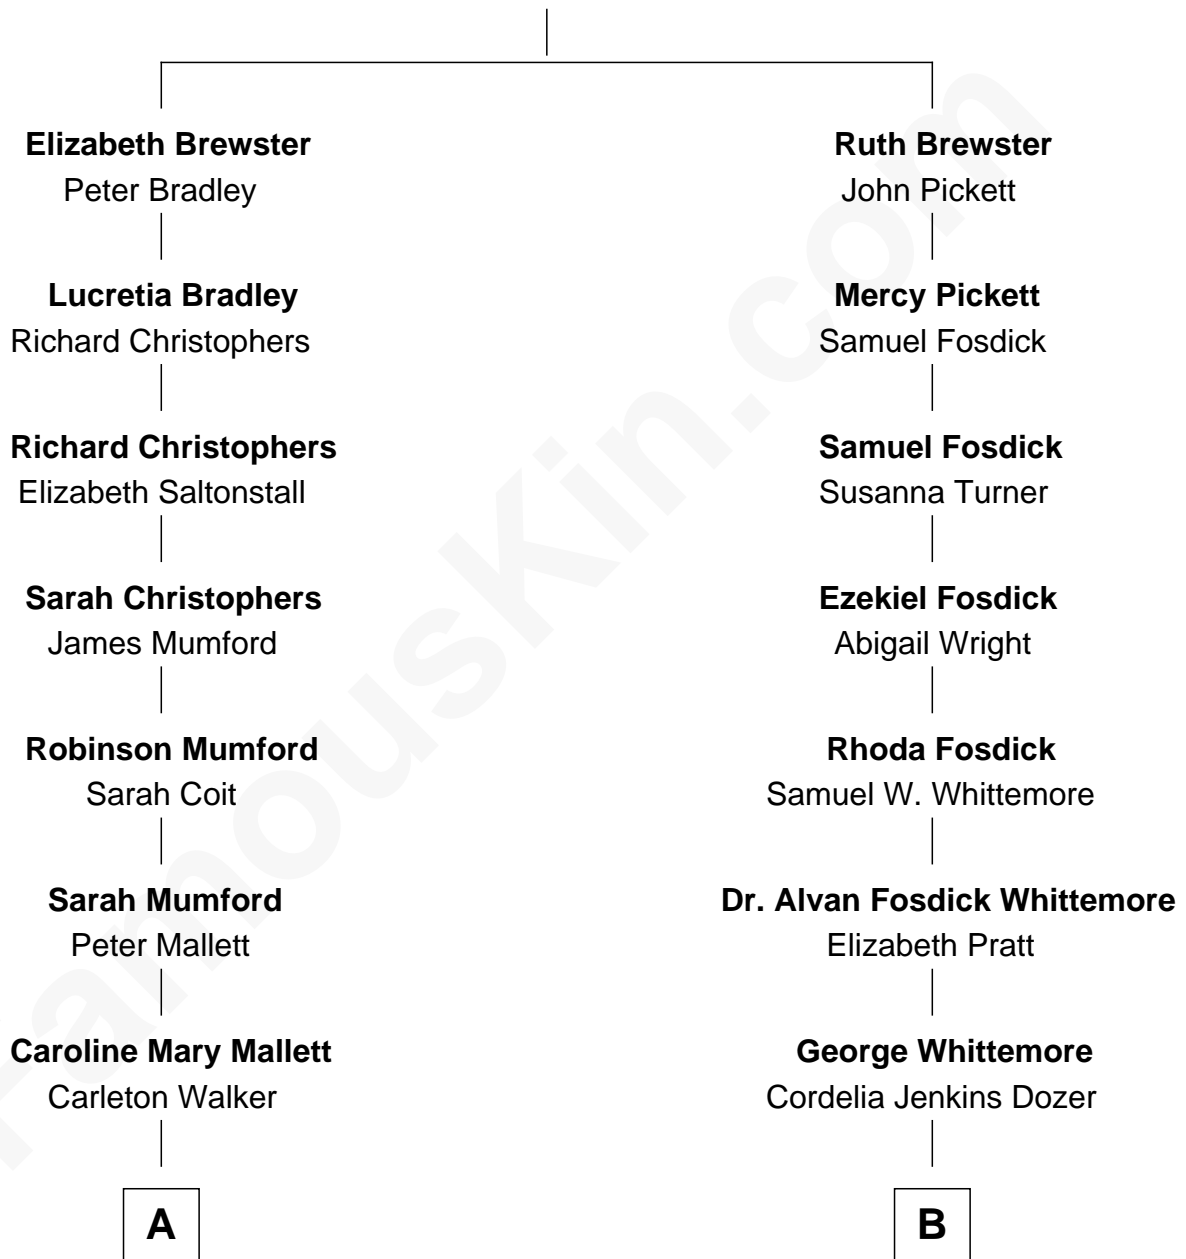 Elizabeth Brewster
Peter Bradley
Lucretia Bradley
Richard Christophers
Richard Christophers
Elizabeth Saltonstall
Sarah Christophers
James Mumford
Robinson Mumford
Sarah Coit
Sarah Mumford
Peter Mallett
Caroline Mary Mallett
Carleton Walker
A
Ruth Brewster
John Pickett
Mercy Pickett
Samuel Fosdick
Samuel Fosdick
Susanna Turner
Ezekiel Fosdick
Abigail Wright
Rhoda Fosdick
Samuel W. Whittemore
Dr. Alvan Fosdick Whittemore
Elizabeth Pratt
George Whittemore
Cordelia Jenkins Dozer
B
FamousKin.com